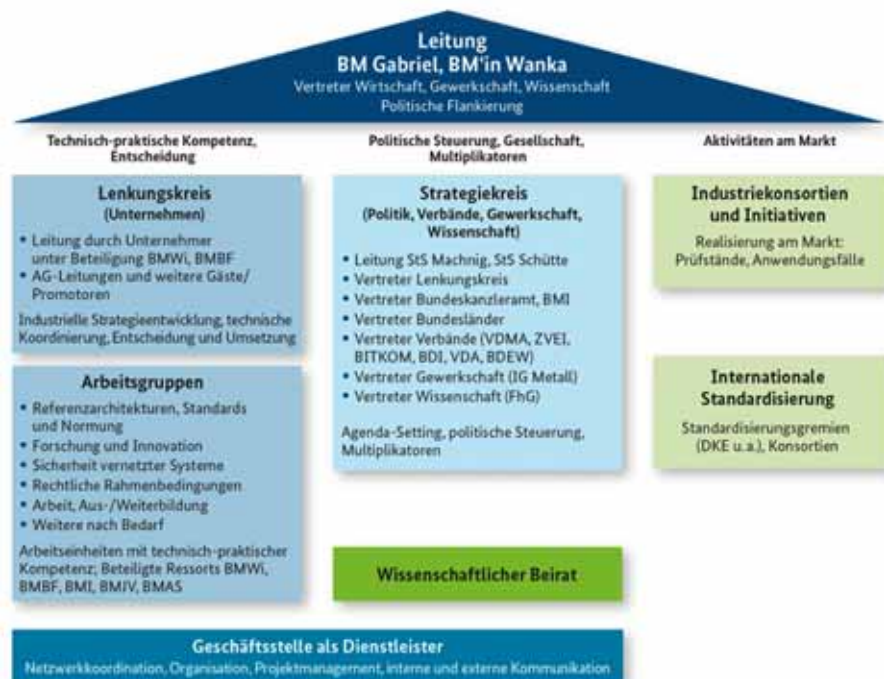 Leitung
BM Gabriel, BM'in Wanka
Vertreter Wirtschaft, Gewerkschaft, Wissenschaft
Politische Flankierung
Technisch-praktische Kompetenz,
Entscheidung
Lenkungskreis
(Unternehmen)
• Leitung durch Unternehmer
unter Beteiligung BMWi, BMBF
• AG-Leitungen und weitere Gäste/
Promotoren
Industrielle Strategieentwicklung, technische
Koordinierung, Entscheidung und Umsetzung
Arbeitsgruppen
• Referenzarchitekturen, Standards
und Normung
• Forschung und Innovation
• Sicherheit vernetzter Systeme
• Rechtliche Rahmenbedingungen
• Arbeit, Aus-/Weiterbildung
• Weitere nach Bedarf
Arbeitseinheiten mit technisch-praktischer
Kompetenz; Beteiligte Ressorts BMWi,
BMBF, BMI, BMJV, BMAS
Politische Steuerung, Gesellschaft,
Multiplikatoren
Strategiekreis
(Politik, Verbände, Gewerkschaft,
Wissenschaft)
• Leitung StS Machnig, StS Schütte
• Vertreter Lenkungskreis
• Vertreter Bundeskanzleramt, BMI
• Vertreter Bundesländer
• Vertreter Verbände (VDMA, ZVEI,
BITKOM, BDI, VDA, BDEW)
• Vertreter Gewerkschaft (IG Metall)
• Vertreter Wissenschaft (FhG)
Agenda-Setting, politische Steuerung,
Multiplikatoren
Wissenschaftlicher Beirat
Aktivitäten am Markt
Industriekonsortien
und Initiativen
Realisierung am Markt:
Prüfstände, Anwendungsfälle
Internationale
Standardisierung
Standardisierungsgremien
(DKE u.a.), Konsortien
Geschäftsstelle als Dienstleister
Netzwerkkoordination, Organisation, Projektmanagement, interne und externe Kommunikation